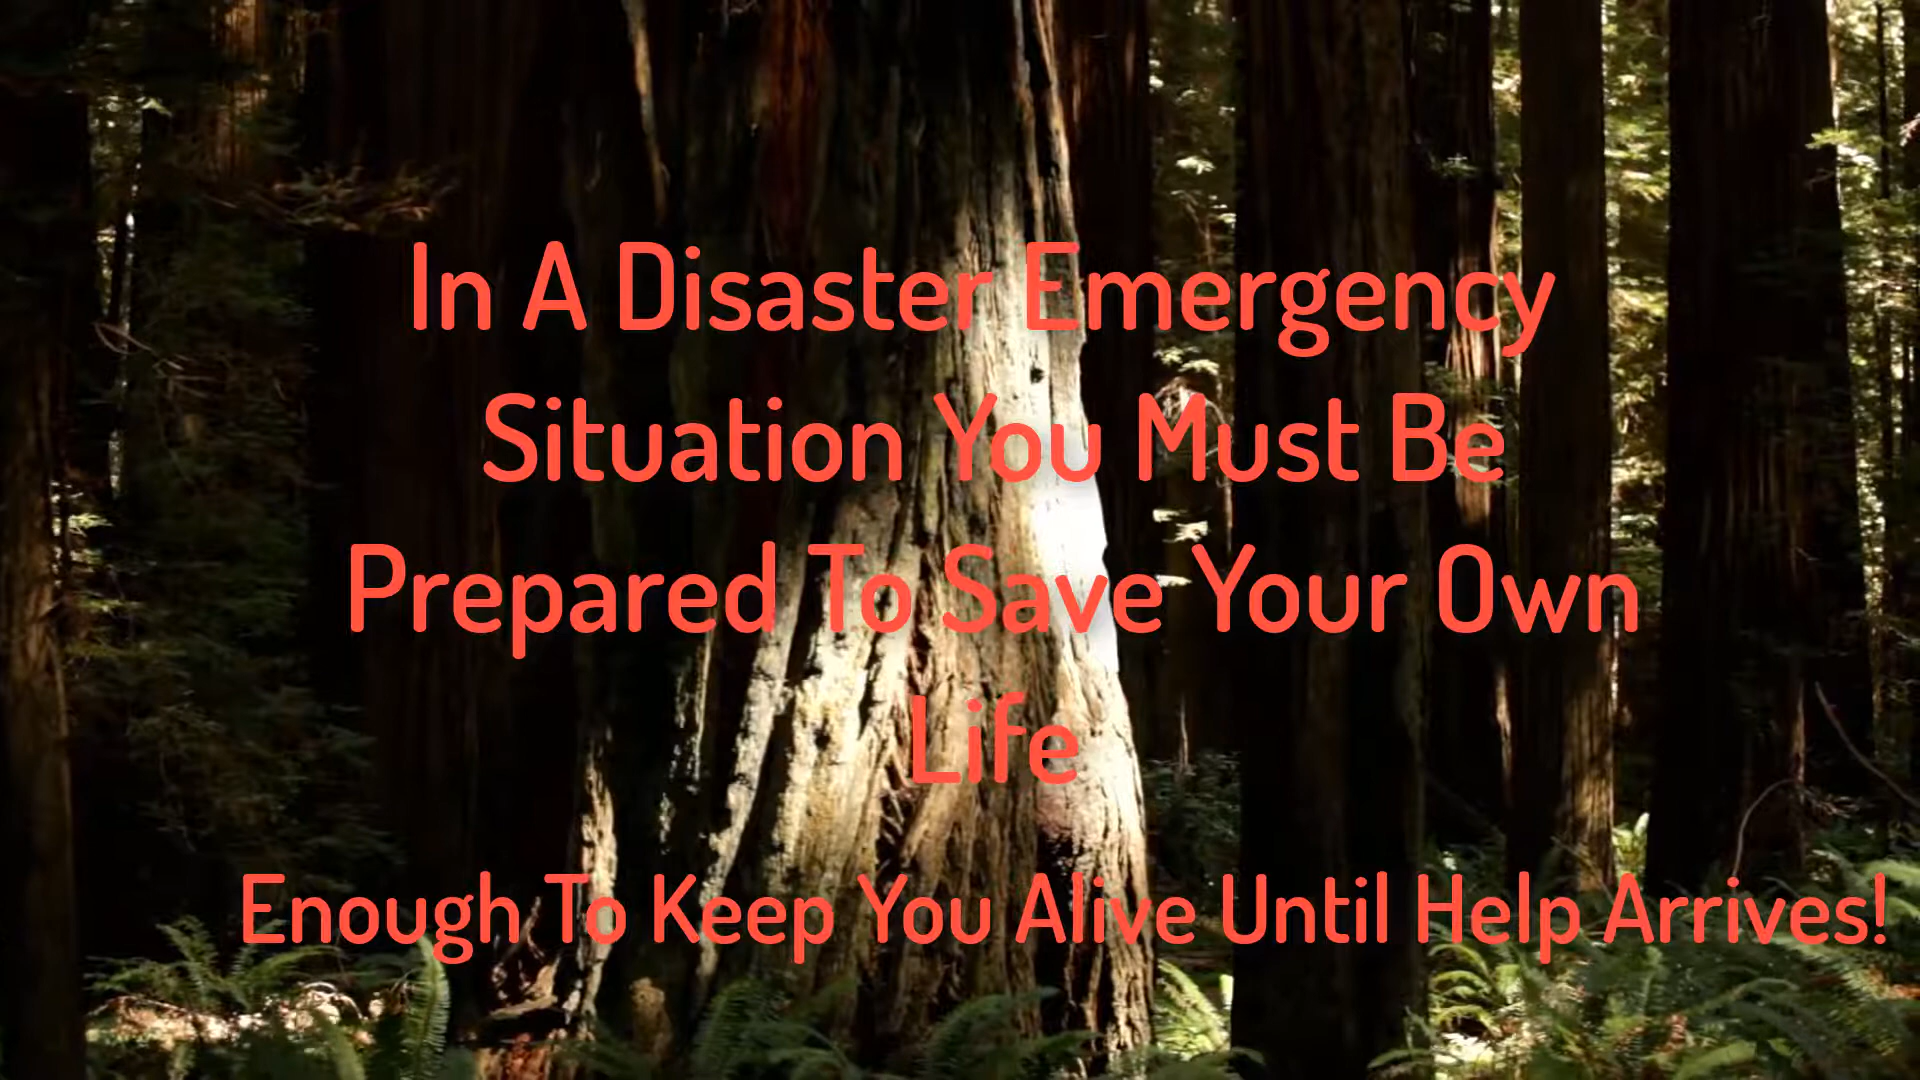 In A Disaster Emergency
Situation You Must Be
Prepared To Save Your Own
Life
Enough To Keep You Alive Until Help Arrives!